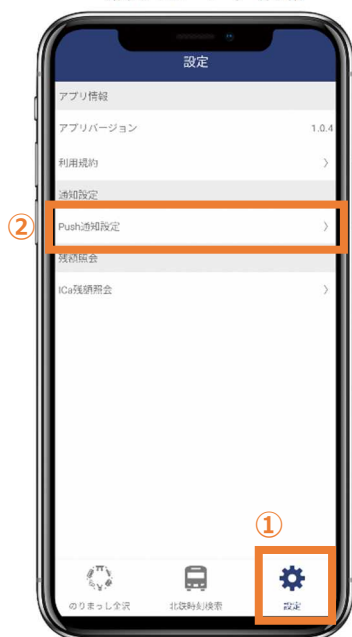 設定
アプリ情報
アプリバージョン 1.0.4
利用規約
通知設定
②
Push通知設定
残額照会
ICa残額照会
①
のりまっし金沢 北鉄時刻検索 設定